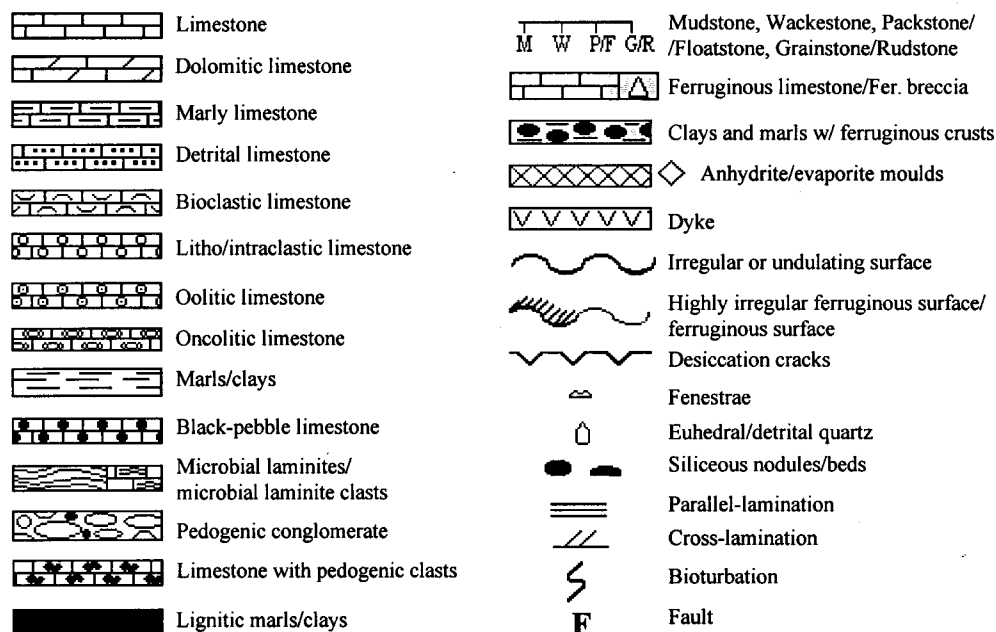 Limestone
Dolomitic limestone
Marly limestone
Detrital limestone
Bioclastic limestone
Litho/intraclastic limestone
Oolitic limestone
Oncolitic limestone
Marls/clays
Black-pebble limestone
Microbial laminites/
microbial laminite clasts
Pedogenic conglomerate
Limestone with pedogenic clasts
Lignitic marls/clays
M W P/F G/R
Mudstone, Wackestone, Packstone/
/Floatstone, Grainstone/Rudstone
Ferruginous limestone/Fer. breccia
Clays and marls w/ ferruginous crusts
Anhydrite/evaporite moulds
Dyke
Irregular or undulating surface
Highly irregular ferruginous surface/
ferruginous surface
Desiccation cracks
Fenestrae
Euhedral/detrital quartz
Siliceous nodules/beds
Parallel-lamination
Cross-lamination
Bioturbation
F Fault